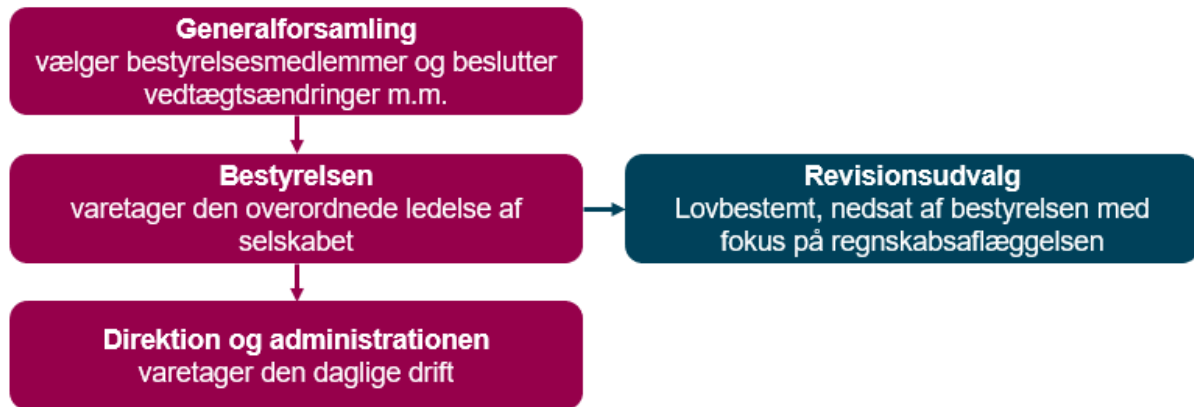 Generalforsamling
vælger bestyrelsesmedlemmer og beslutter
vedtægtsændringer m.m.
Bestyrelsen
varetager den overordnede ledelse af
selskabet
Revisionsudvalg
Lovbestemt, nedsat af bestyrelsen med
fokus på regnskabsaflæggelsen
Direktion og administrationen
varetager den daglige drift